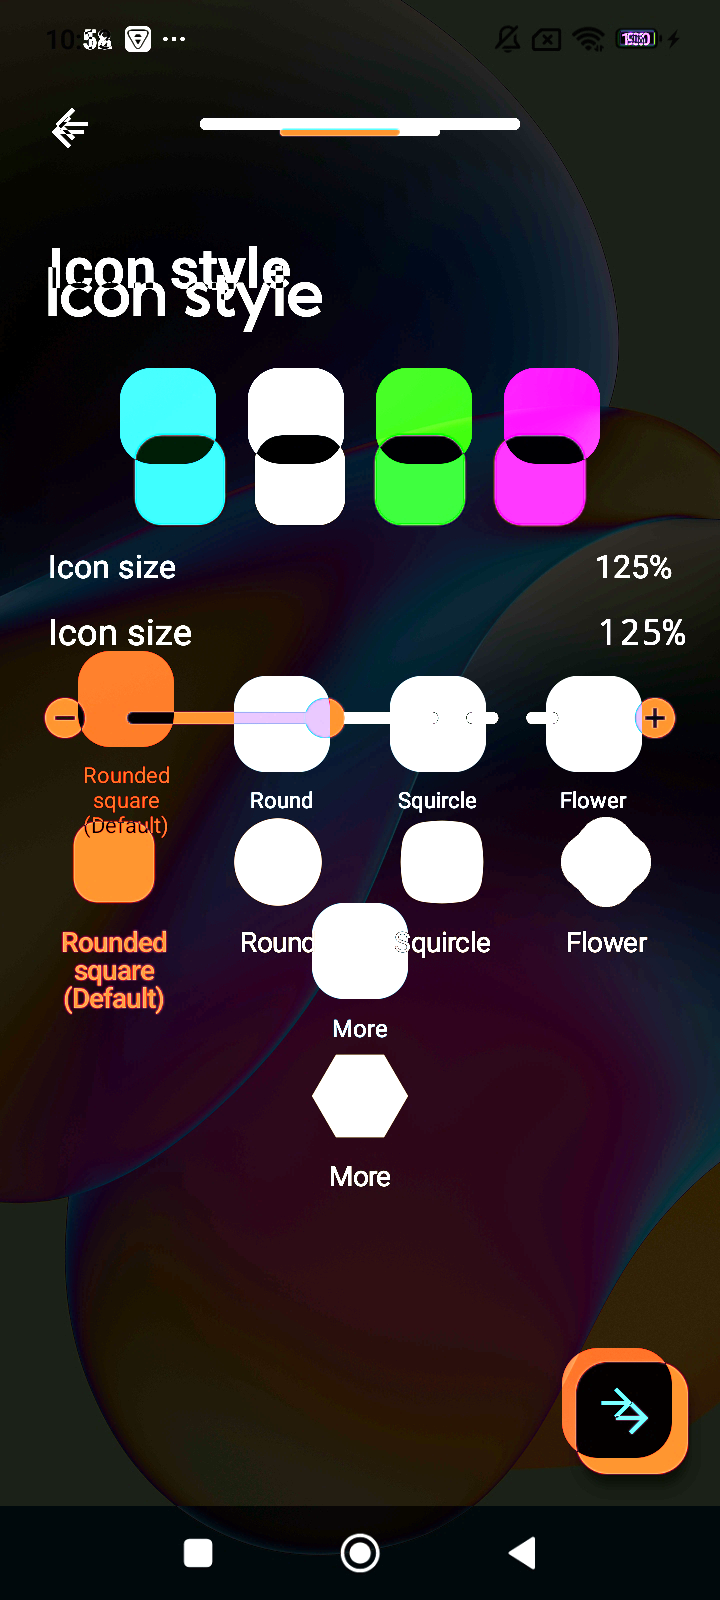 Icon style
Icon style
Icon size 125%
Icon size 125%
Rounded
square
(Default)
Round
Squircle
Flower
Rounded
square
(Default)
Round
Squircle
Flower
More
More